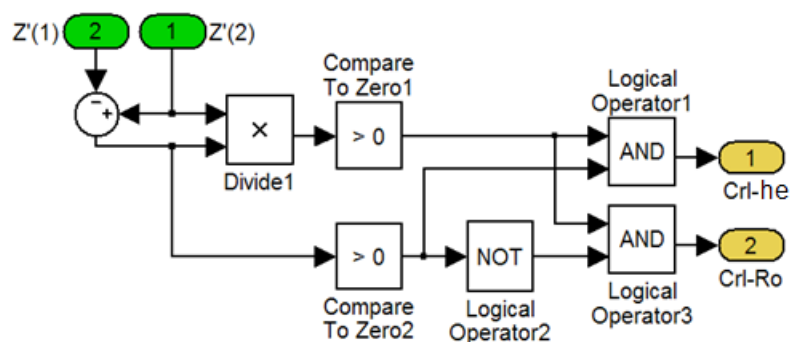 Z'(1)
2
1
Z'(2)
−
+
×
Divide1
Compare
To Zero1
> 0
Logical
Operator1
AND
1
Crl-he
> 0
Compare
To Zero2
NOT
Logical
Operator2
AND
Logical
Operator3
2
Crl-Ro